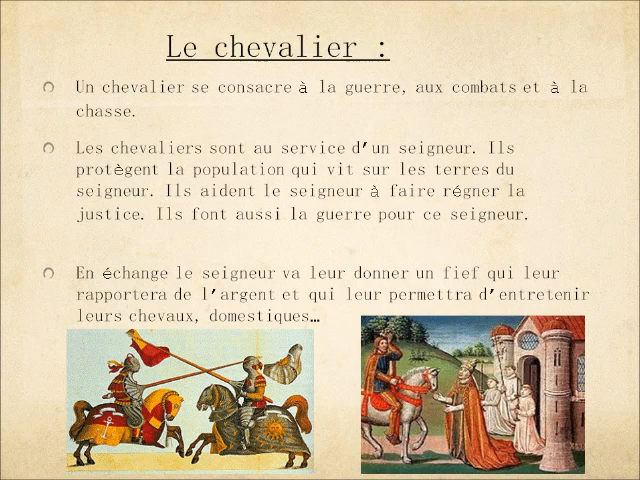 Le chevalier :
Un chevalier se consacre à la guerre, aux combats et à la
chasse.
Les chevaliers sont au service d’un seigneur. Ils
protègent la population qui vit sur les terres du
seigneur. Ils aident le seigneur à faire régner la
justice. Ils font aussi la guerre pour ce seigneur.
En échange le seigneur va leur donner un fief qui leur
rapportera de l’argent et qui leur permettra d’entretenir
leurs chevaux, domestiques…